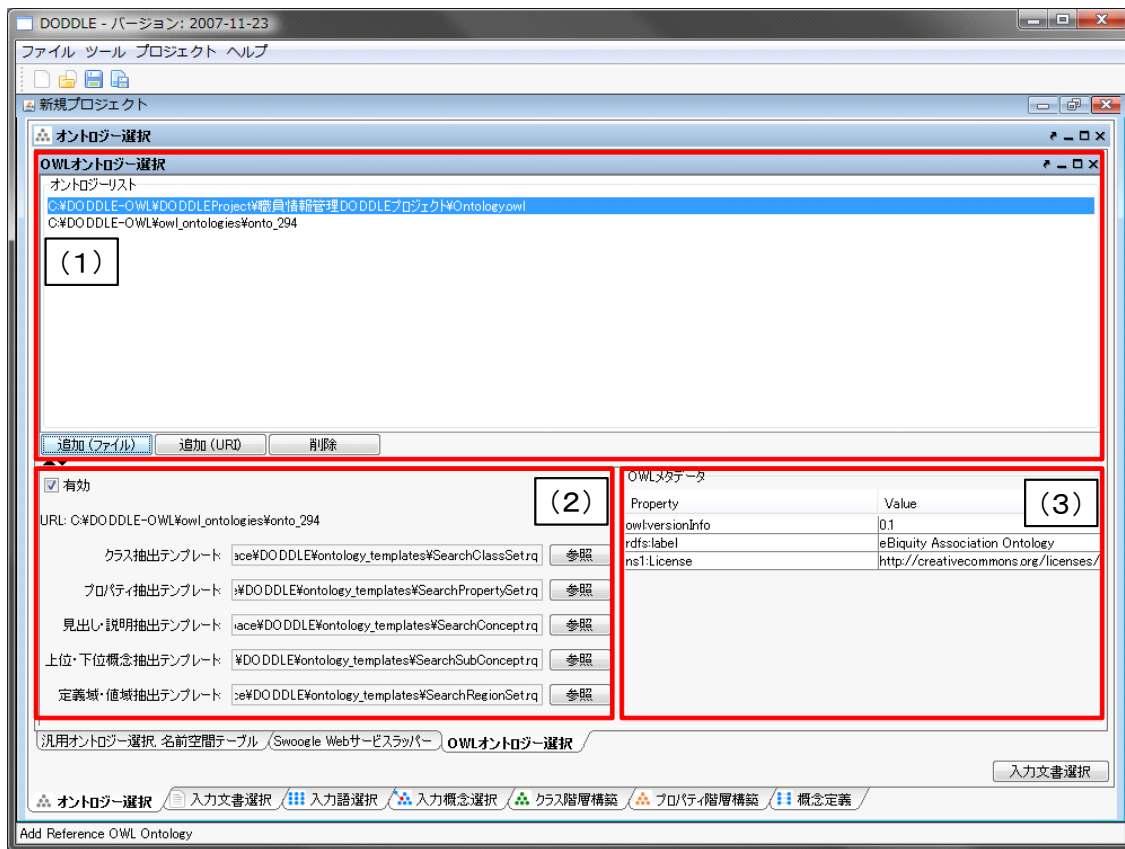 DODDLE - バージョン: 2007-11-23
ファイル ツール プロジェクト ヘルプ
新規プロジェクト
オントロジー選択
OWLオントロジー選択
オントロジーリスト
C:¥DODDLE-OWL¥DODDLEProject¥職員情報管理DODDLEプロジェクト¥Ontology.owl
C:¥DODDLE-OWL¥owl_ontologies¥onto_294
(1)
追加 (ファイル) 追加 (URI) 削除
有効
(2)
URL: C:¥DODDLE-OWL¥owl_ontologies¥onto_294
クラス抽出テンプレート ace¥DODDLE¥ontology_templates¥SearchClassSet.rq 参照
プロパティ抽出テンプレート ¥DODDLE¥ontology_templates¥SearchPropertySet.rq 参照
見出し・説明抽出テンプレート ace¥DODDLE¥ontology_templates¥SearchConcept.rq 参照
上位・下位概念抽出テンプレート ¥DODDLE¥ontology_templates¥SearchSubConcept.rq 参照
定義域・値域抽出テンプレート ce¥DODDLE¥ontology_templates¥SearchRegionSet.rq 参照
OWLメタデータ
(3)
Property Value
owl:versionInfo 0.1
rdfs:label eBiquity Association Ontology
ns1:License http://creativecommons.org/licenses/
汎用オントロジー選択, 名前空間テーブル Swoogle Webサービスラッパー OWLオントロジー選択
入力文書選択
オントロジー選択 入力文書選択 入力語選択 入力概念選択 クラス階層構築 プロパティ階層構築 概念定義
Add Reference OWL Ontology